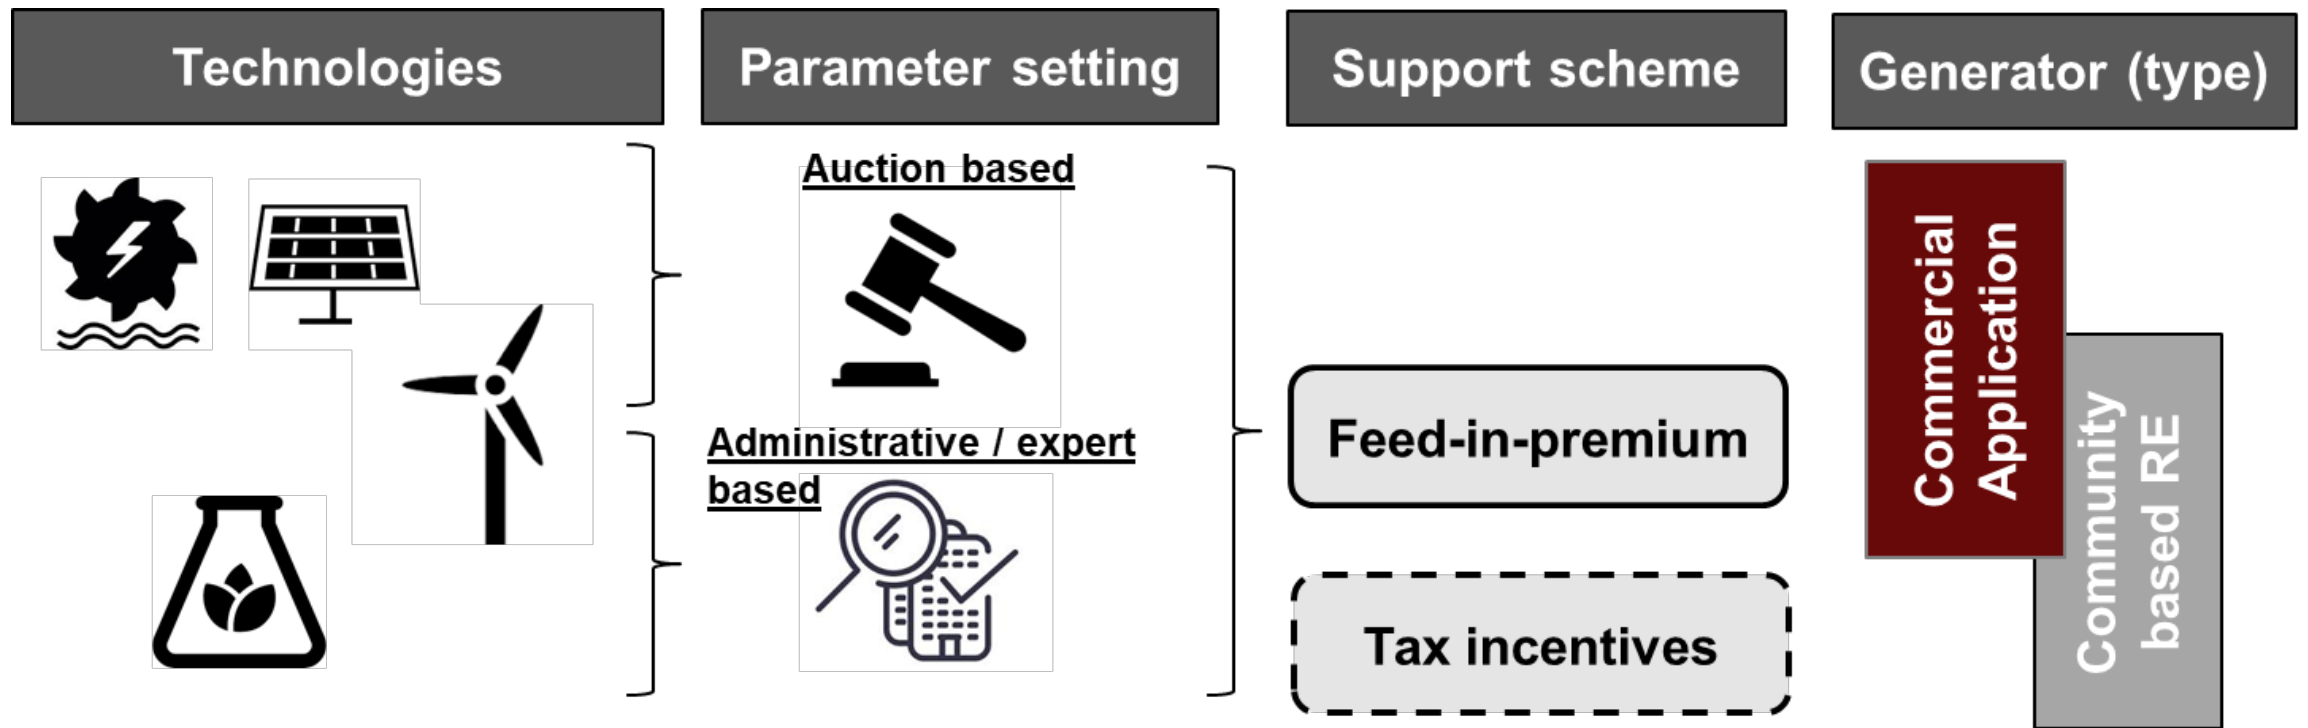 Technologies
Parameter setting
Support scheme
Generator (type)
Auction based
Administrative / expert
based
Feed-in-premium
Tax incentives
Commercial
Application
Community
based RE